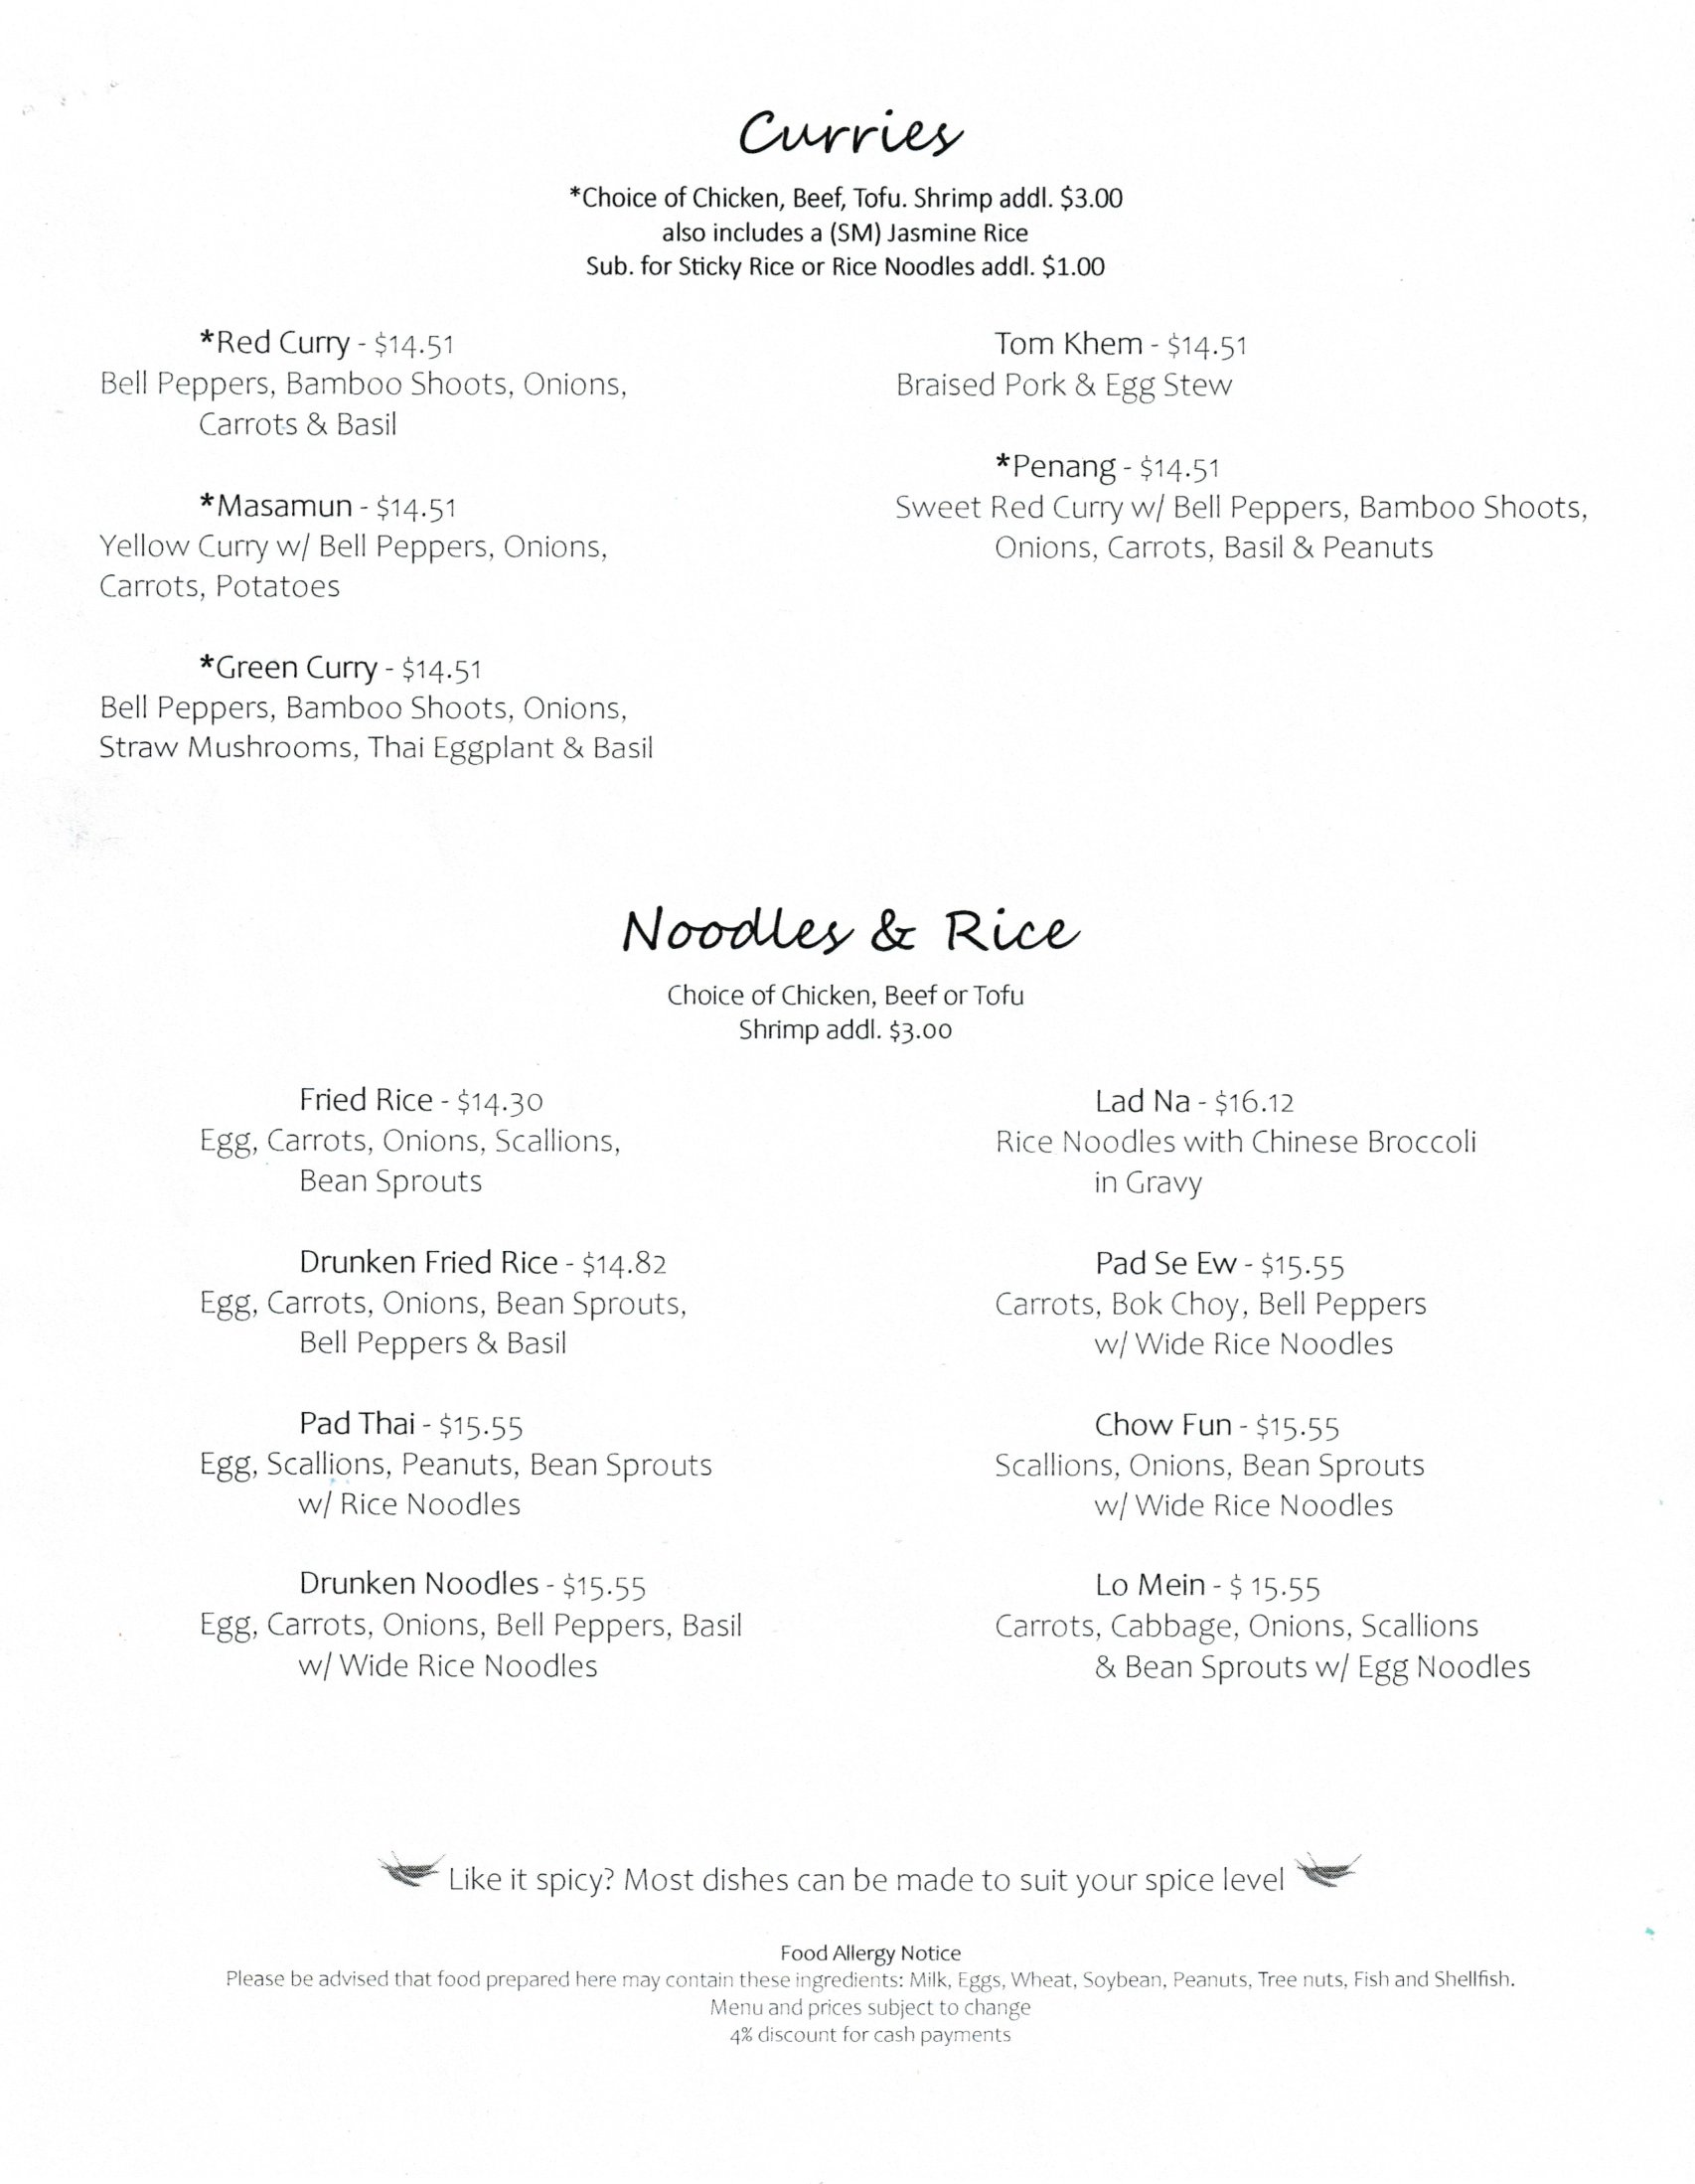 Curries
*Choice of Chicken, Beef, Tofu. Shrimp addl. $3.00
also includes a (SM) Jasmine Rice
Sub. for Sticky Rice or Rice Noodles addl. $1.00
*Red Curry - $14.51
Bell Peppers, Bamboo Shoots, Onions,
Carrots & Basil
*Masamun - $14.51
Yellow Curry w/ Bell Peppers, Onions,
Carrots, Potatoes
*Green Curry - $14.51
Bell Peppers, Bamboo Shoots, Onions,
Straw Mushrooms, Thai Eggplant & Basil
Tom Khem - $14.51
Braised Pork & Egg Stew
*Penang - $14.51
Sweet Red Curry w/ Bell Peppers, Bamboo Shoots,
Onions, Carrots, Basil & Peanuts
Noodles & Rice
Choice of Chicken, Beef or Tofu
Shrimp addl. $3.00
Fried Rice - $14.30
Egg, Carrots, Onions, Scallions,
Bean Sprouts
Drunken Fried Rice - $14.82
Egg, Carrots, Onions, Bean Sprouts,
Bell Peppers & Basil
Pad Thai - $15.55
Egg, Scallions, Peanuts, Bean Sprouts
w/ Rice Noodles
Drunken Noodles - $15.55
Egg, Carrots, Onions, Bell Peppers, Basil
w/ Wide Rice Noodles
Lad Na - $16.12
Rice Noodles with Chinese Broccoli
in Gravy
Pad Se Ew - $15.55
Carrots, Bok Choy, Bell Peppers
w/ Wide Rice Noodles
Chow Fun - $15.55
Scallions, Onions, Bean Sprouts
w/ Wide Rice Noodles
Lo Mein - $ 15.55
Carrots, Cabbage, Onions, Scallions
& Bean Sprouts w/ Egg Noodles
Like it spicy? Most dishes can be made to suit your spice level
Food Allergy Notice
Please be advised that food prepared here may contain these ingredients: Milk, Eggs, Wheat, Soybean, Peanuts, Tree nuts, Fish and Shellfish.
Menu and prices subject to change
4% discount for cash payments